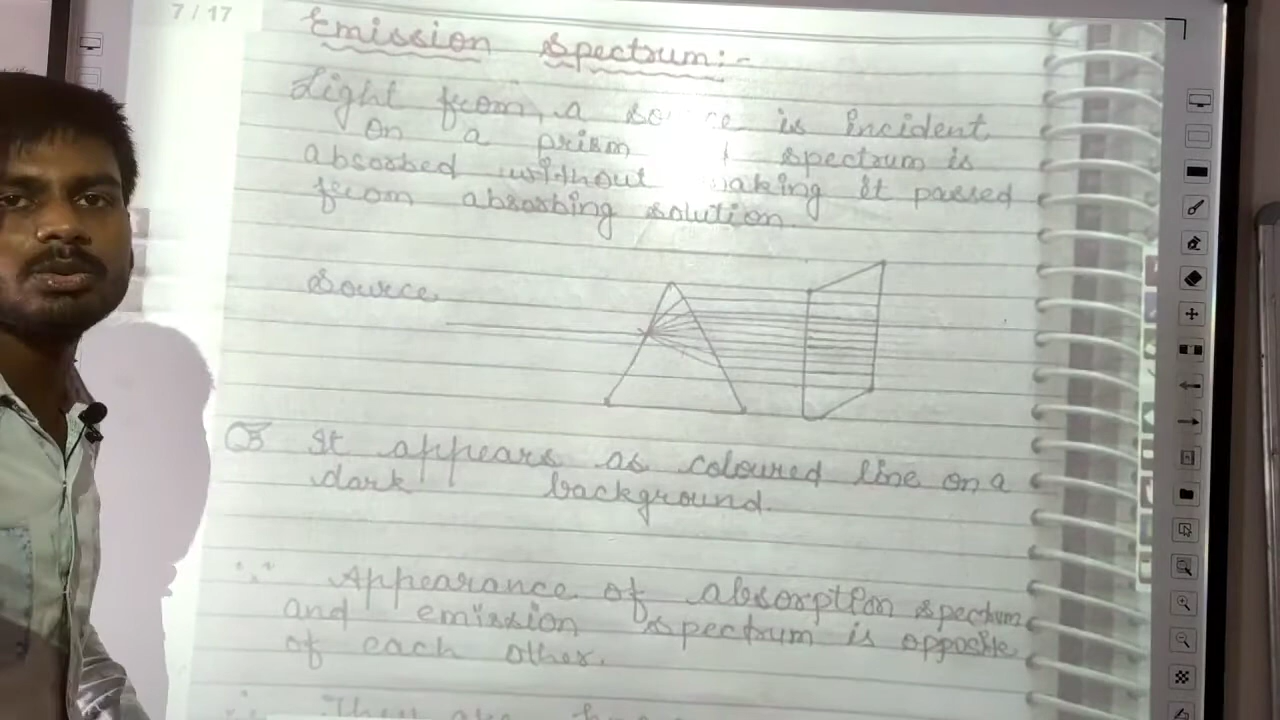 7 / 17
Emission Spectrum:-
Light from a is incident
on a prism spectrum is
absorbed without making it passed
from absorbing solution.
Source
It appears as coloured line on a
dark background.
∵ Appearance of absorption spectrum
and emission spectrum is opposite
of each other.
∵ They are